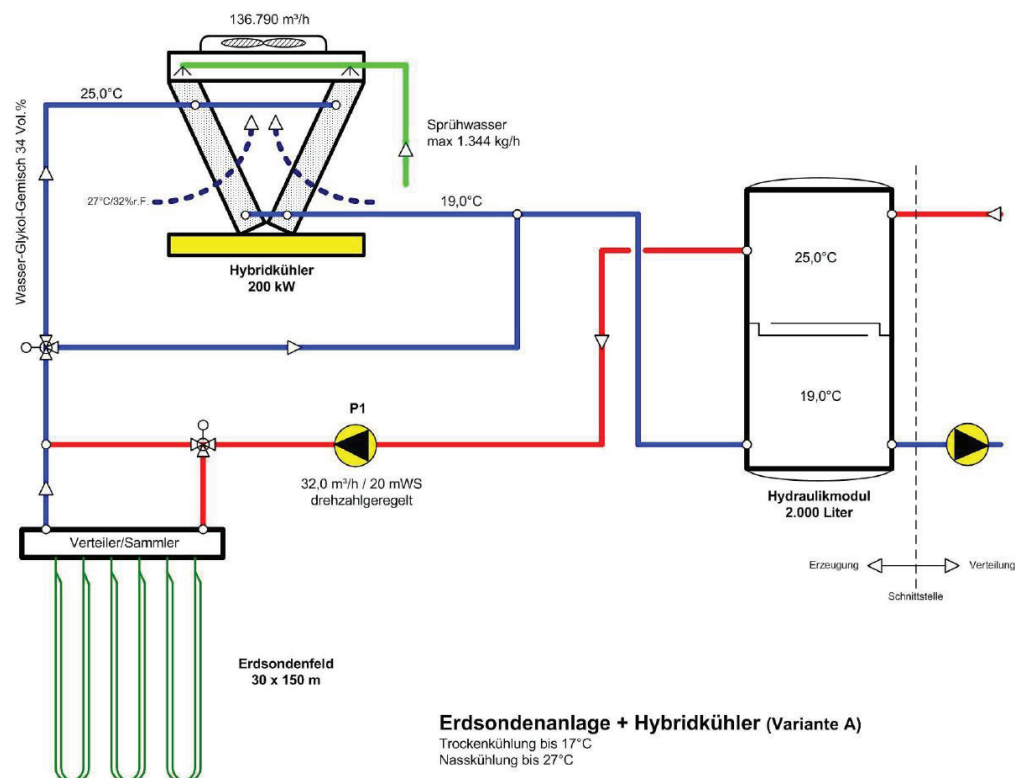 136.790 m³/h
25,0°C
Wasser-Glykol-Gemisch 34 Vol.%
Sprühwasser
max 1.344 kg/h
27°C/32%r.F.
19,0°C
Hybridkühler
200 kW
25,0°C
19,0°C
P1
32,0 m³/h / 20 mWS
drehzahlgeregelt
Hydraulikmodul
2.000 Liter
Verteiler/Sammler
Erzeugung
Verteilung
Schnittstelle
Erdsondenfeld
30 x 150 m
Erdsondenanlage + Hybridkühler (Variante A)
Trockenkühlung bis 17°C
Nasskühlung bis 27°C